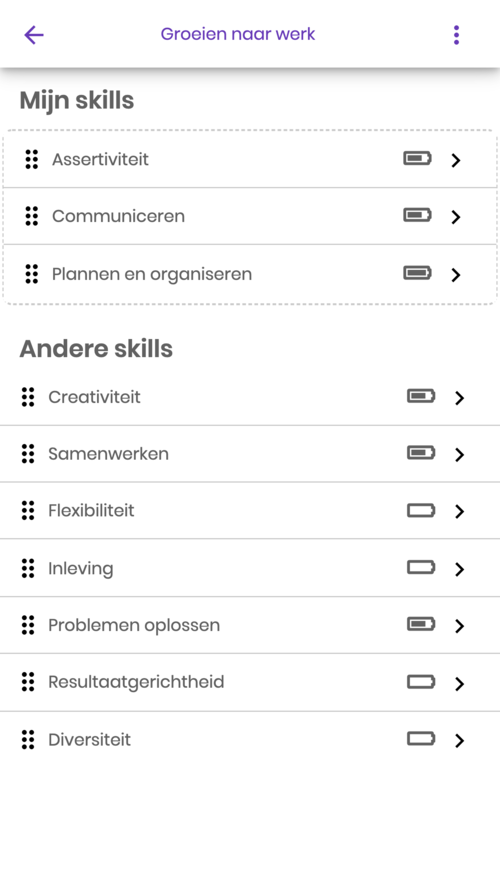 Groeien naar werk
Mijn skills
Assertiviteit
Communiceren
Plannen en organiseren
Andere skills
Creativiteit
Samenwerken
Flexibiliteit
Inleving
Problemen oplossen
Resultaatgerichtheid
Diversiteit